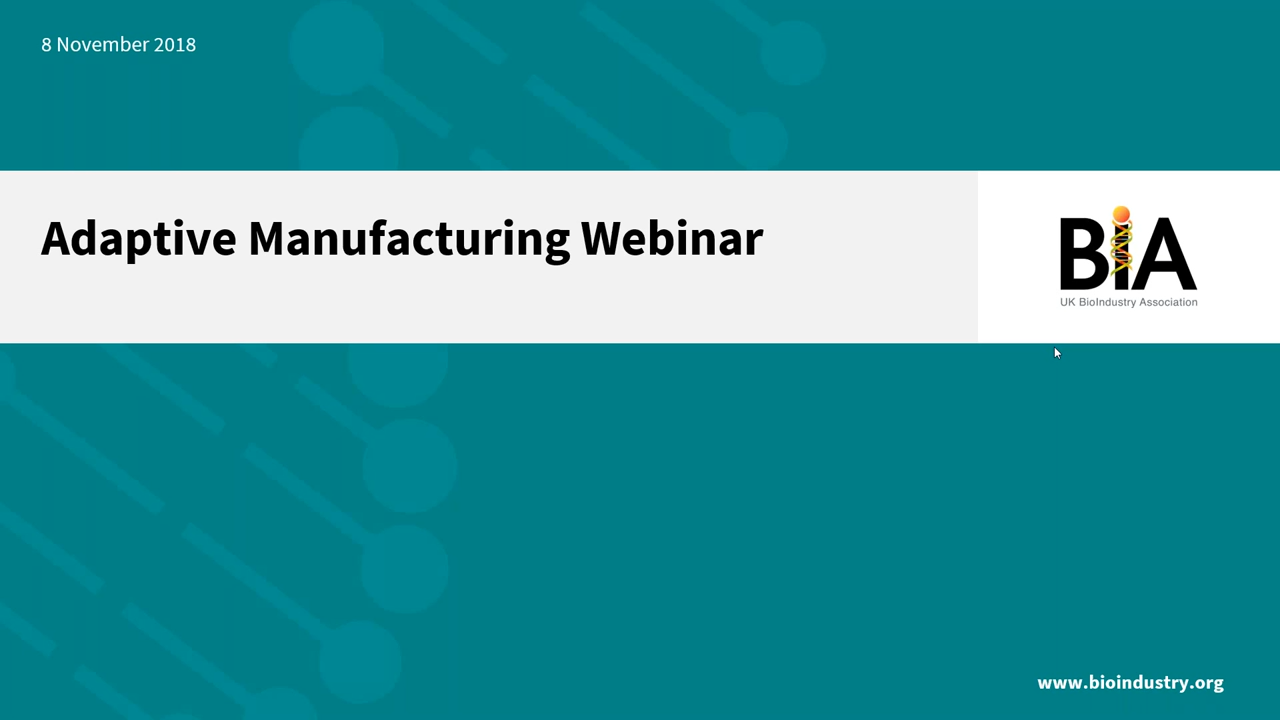 8 November 2018
Adaptive Manufacturing Webinar
BiA
UK BioIndustry Association
www.bioindustry.org